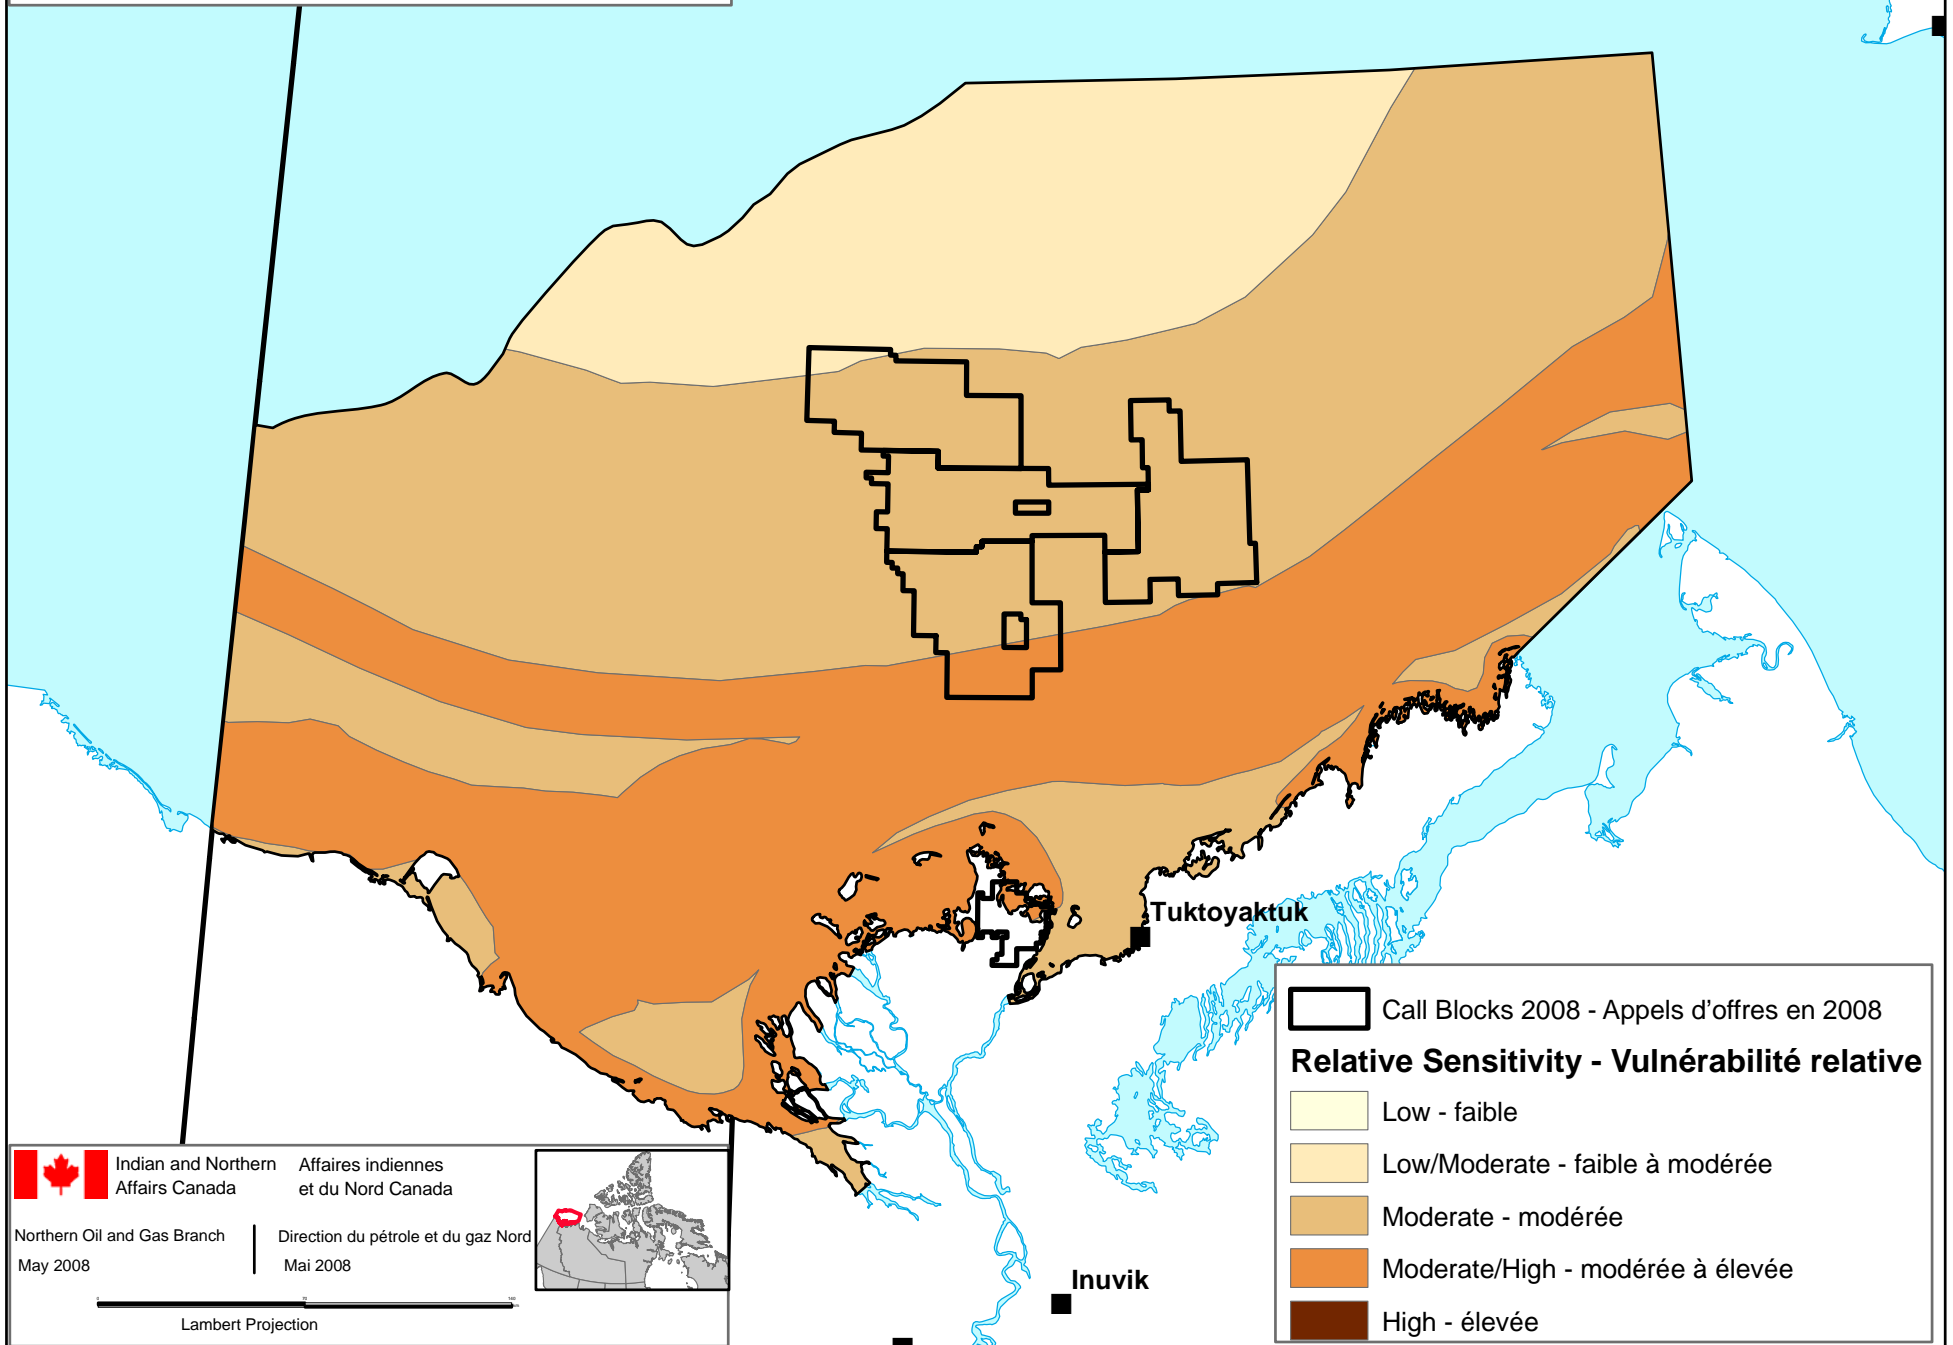 Tuktoyaktuk
Inuvik
Call Blocks 2008 - Appels d'offres en 2008
Relative Sensitivity - Vulnérabilité relative
Low - faible
Low/Moderate - faible à modérée
Moderate - modérée
Moderate/High - modérée à élevée
High - élevée
Indian and Northern
Affairs Canada
Affaires indiennes
et du Nord Canada
Northern Oil and Gas Branch
May 2008
Direction du pétrole et du gaz Nord
Mai 2008
Lambert Projection